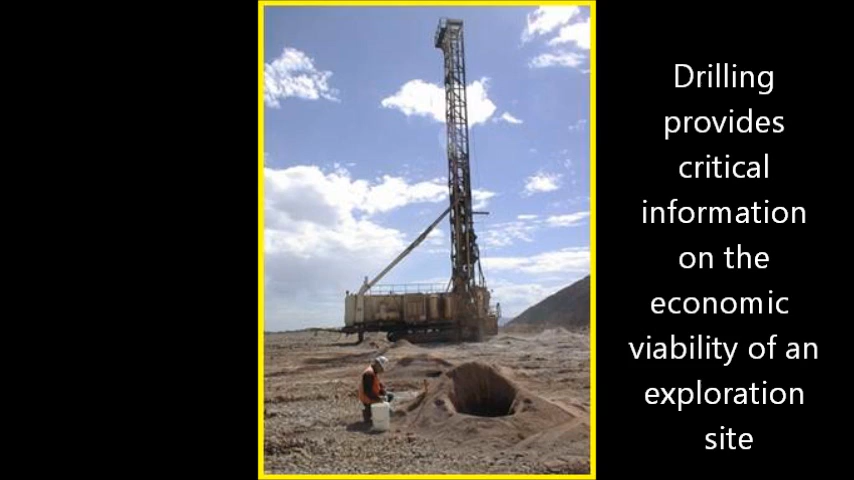 Drilling
provides
critical
information
on the
economic
viability of an
exploration
site